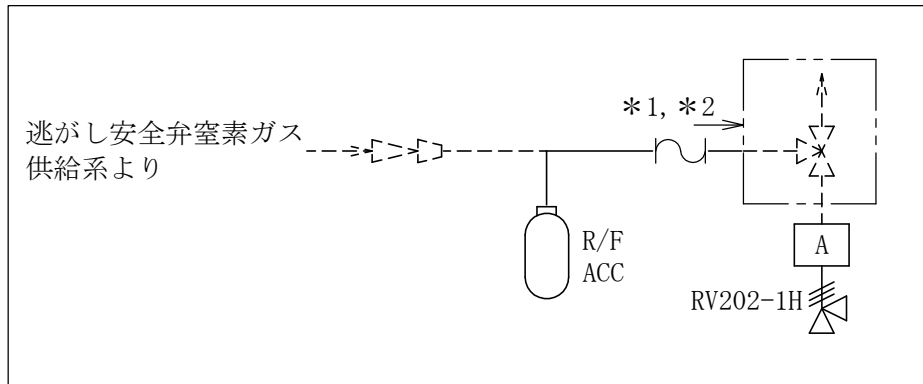 逃がし安全弁窒素ガス
供給系より
*1, *2
R/F
ACC
A
RV202-1H